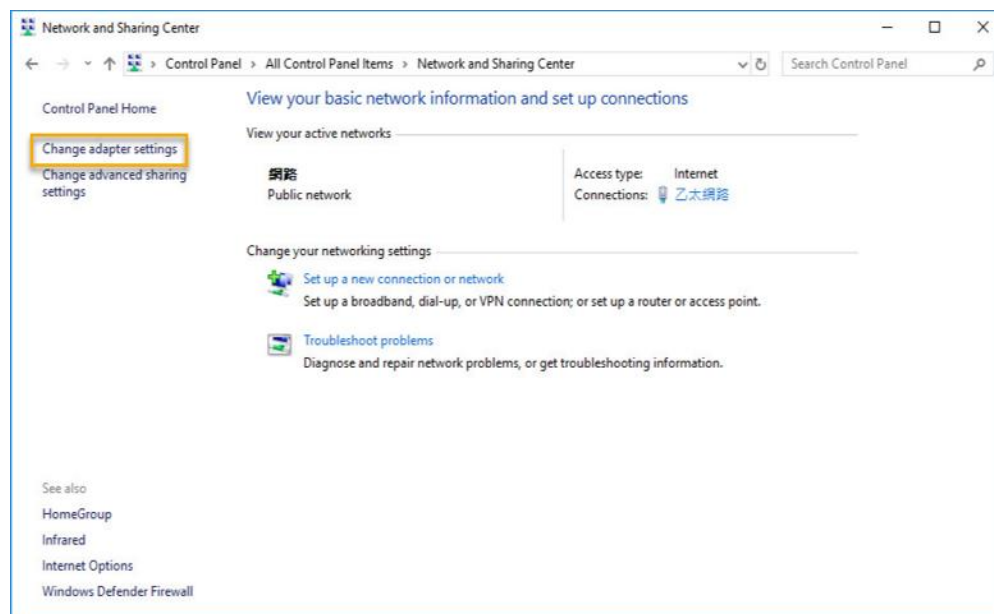 Network and Sharing Center
Control Panel > All Control Panel Items > Network and Sharing Center
Search Control Panel
Control Panel Home
Change adapter settings
Change advanced sharing
settings
View your basic network information and set up connections
View your active networks
網路
Public network
Access type: Internet
Connections: 乙太網路
Change your networking settings
Set up a new connection or network
Set up a broadband, dial-up, or VPN connection; or set up a router or access point.
Troubleshoot problems
Diagnose and repair network problems, or get troubleshooting information.
See also
HomeGroup
Infrared
Internet Options
Windows Defender Firewall